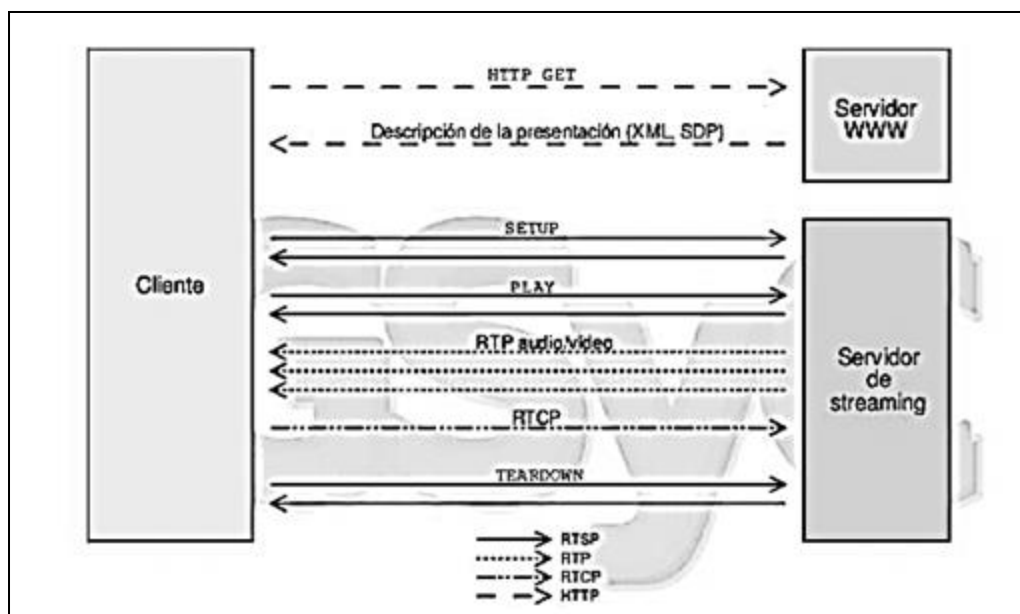 HTTP GET
Servidor
WWW
Descripción de la presentación (XML, SDP)
SETUP
Cliente
PLAY
RTP audio/video
Servidor
de
streaming
RTCP
TEARDOWN
RTSP
RTP
RTCP
HTTP